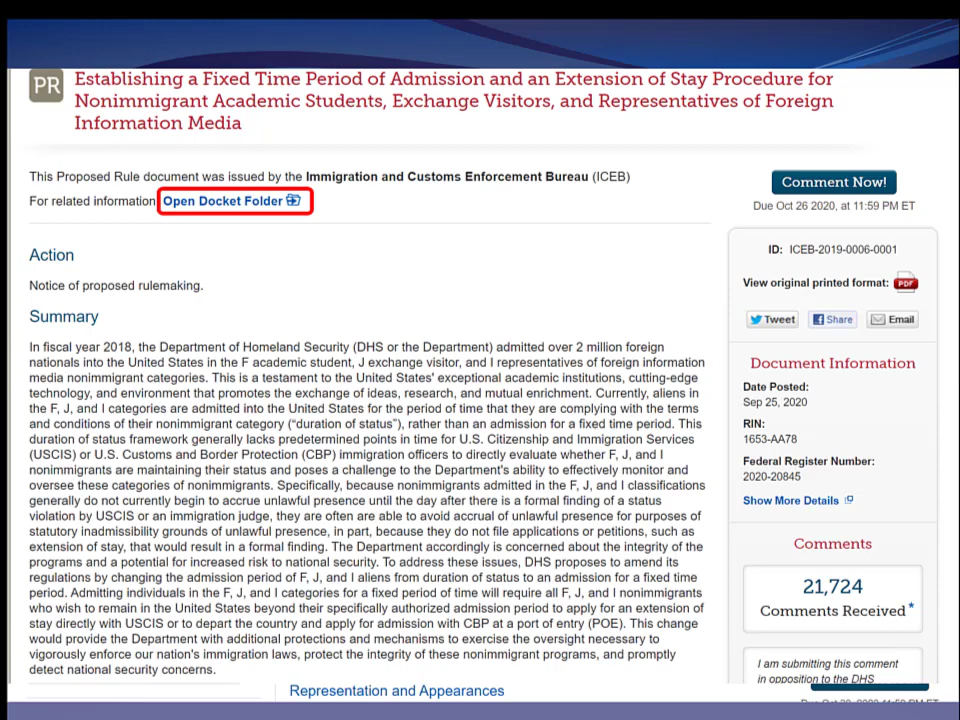 PR
Establishing a Fixed Time Period of Admission and an Extension of Stay Procedure for
Nonimmigrant Academic Students, Exchange Visitors, and Representatives of Foreign
Information Media
This Proposed Rule document was issued by the Immigration and Customs Enforcement Bureau (ICEB)
For related information, Open Docket Folder
Action
Notice of proposed rulemaking.
Summary
In fiscal year 2018, the Department of Homeland Security (DHS or the Department) admitted over 2 million foreign
nationals into the United States in the F academic student, J exchange visitor, and I representatives of foreign information
media nonimmigrant categories. This is a testament to the United States' exceptional academic institutions, cutting-edge
technology, and environment that promotes the exchange of ideas, research, and mutual enrichment. Currently, aliens in
the F, J, and I categories are admitted into the United States for the period of time that they are complying with the terms
and conditions of their nonimmigrant category (“duration of status”), rather than an admission for a fixed time period. This
duration of status framework generally lacks predetermined points in time for U.S. Citizenship and Immigration Services
(USCIS) or U.S. Customs and Border Protection (CBP) immigration officers to directly evaluate whether F, J, and I
nonimmigrants are maintaining their status and poses a challenge to the Department's ability to effectively monitor and
oversee these categories of nonimmigrants. Specifically, because nonimmigrants admitted in the F, J, and I classifications
generally do not currently begin to accrue unlawful presence until the day after there is a formal finding of a status
violation by USCIS or an immigration judge, they are often are able to avoid accrual of unlawful presence for purposes of
statutory inadmissibility grounds of unlawful presence, in part, because they do not file applications or petitions, such as
extension of stay, that would result in a formal finding. The Department accordingly is concerned about the integrity of the
programs and a potential for increased risk to national security. To address these issues, DHS proposes to amend its
regulations by changing the admission period of F, J, and I aliens from duration of status to an admission for a fixed time
period. Admitting individuals in the F, J, and I categories for a fixed period of time will require all F, J, and I nonimmigrants
who wish to remain in the United States beyond their specifically authorized admission period to apply for an extension of
stay directly with USCIS or to depart the country and apply for admission with CBP at a port of entry (POE). This change
would provide the Department with additional protections and mechanisms to exercise the oversight necessary to
vigorously enforce our nation's immigration laws, protect the integrity of these nonimmigrant programs, and promptly
detect national security concerns.
Representation and Appearances
Comment Now!
Due Oct 26 2020, at 11:59 PM ET
ID: ICEB-2019-0006-0001
View original printed format: PDF
Tweet Share Email
Document Information
Date Posted:
Sep 25, 2020
RIN:
1653-AA78
Federal Register Number:
2020-20845
Show More Details
Comments
21,724
Comments Received*
I am submitting this comment
in opposition to the DHS